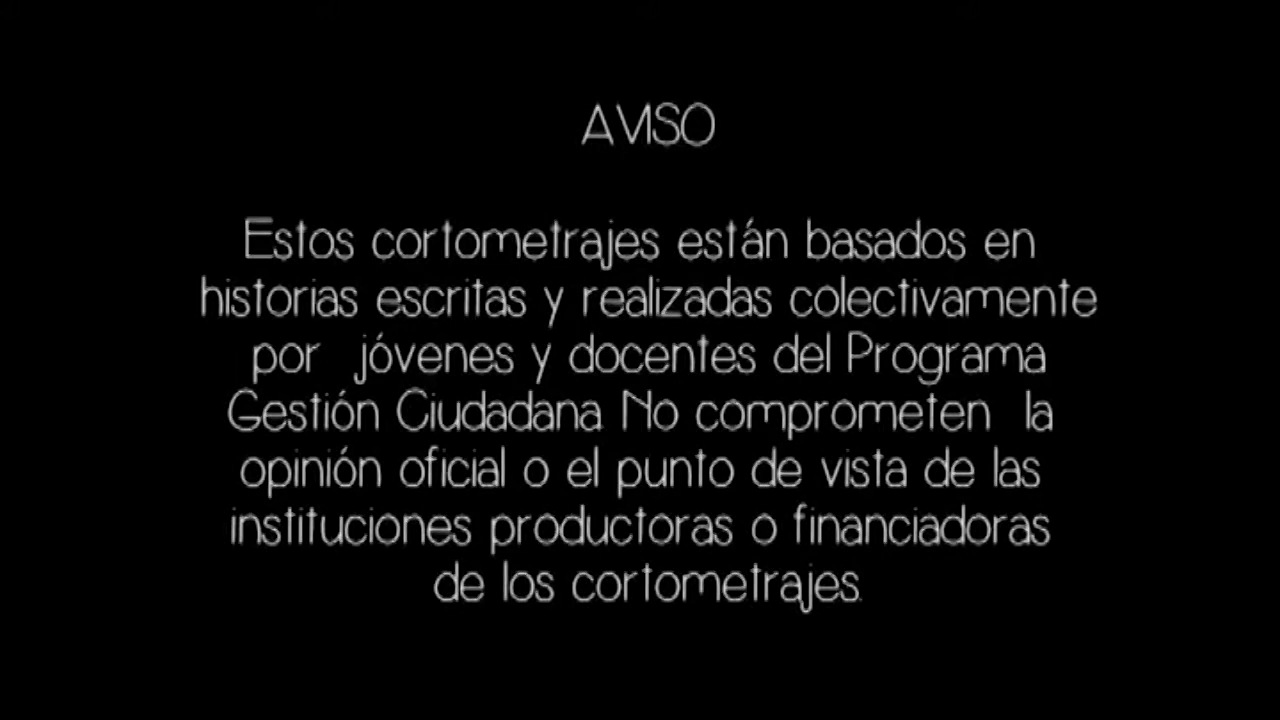 AVISO
Estos cortometrajes están basados en
historias escritas y realizadas colectivamente
por jóvenes y docentes del Programa
Gestión Ciudadana. No comprometen la
opinión oficial o el punto de vista de las
instituciones productoras o financiadoras
de los cortometrajes.